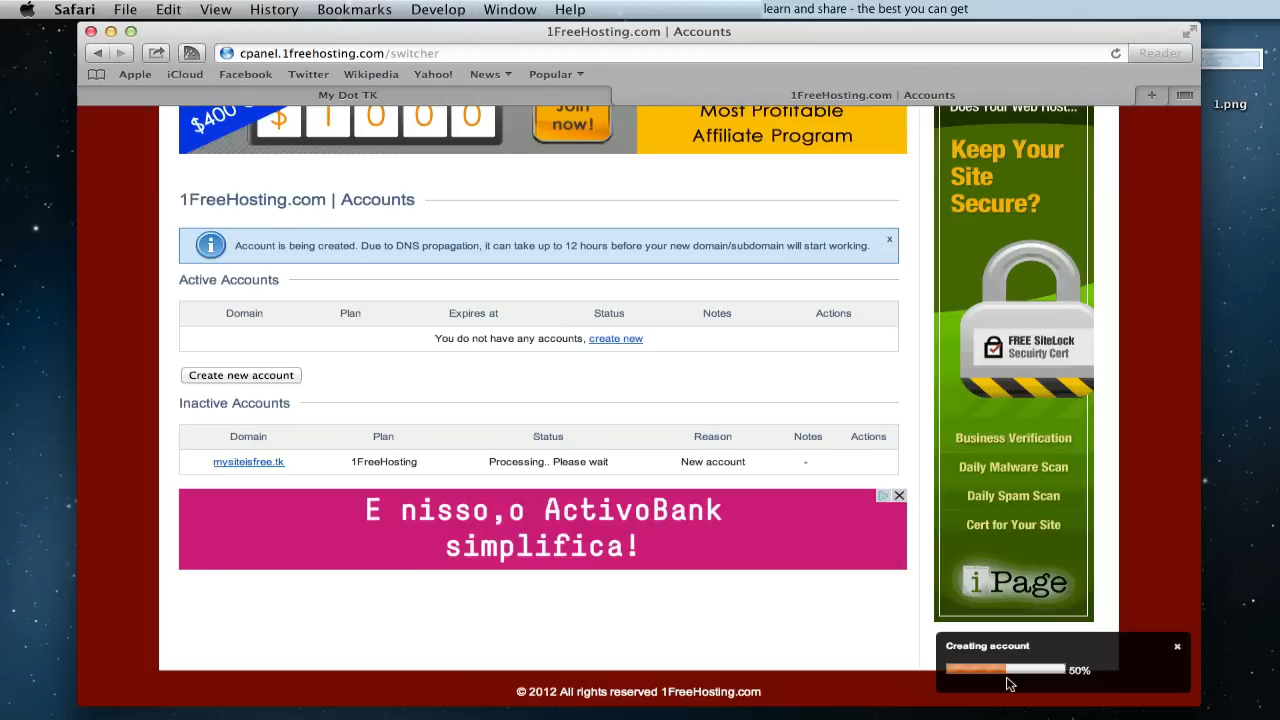 Safari File Edit View History Bookmarks Develop Window Help
learn and share - the best you can get
1FreeHosting.com | Accounts
cpanel.1freehosting.com/switcher
Reader
Apple iCloud Facebook Twitter Wikipedia Yahoo! News Popular
My Dot TK
1FreeHosting.com | Accounts
1.png
$400
$ 1 0 0 0
Join
now!
Most Profitable
Affiliate Program
Does Your Web Host...
Keep Your
Site
Secure?
FREE SiteLock
Secuirty Cert
Business Verification
Daily Malware Scan
Daily Spam Scan
Cert for Your Site
iPage
1FreeHosting.com | Accounts
Account is being created. Due to DNS propagation, it can take up to 12 hours before your new domain/subdomain will start working.
x
Active Accounts
Domain Plan Expires at Status Notes Actions
You do not have any accounts, create new
Create new account
Inactive Accounts
Domain Plan Status Reason Notes Actions
mysiteisfree.tk 1FreeHosting Processing.. Please wait New account -
E nisso,o ActivoBank
simplifica!
Creating account
50%
© 2012 All rights reserved 1FreeHosting.com